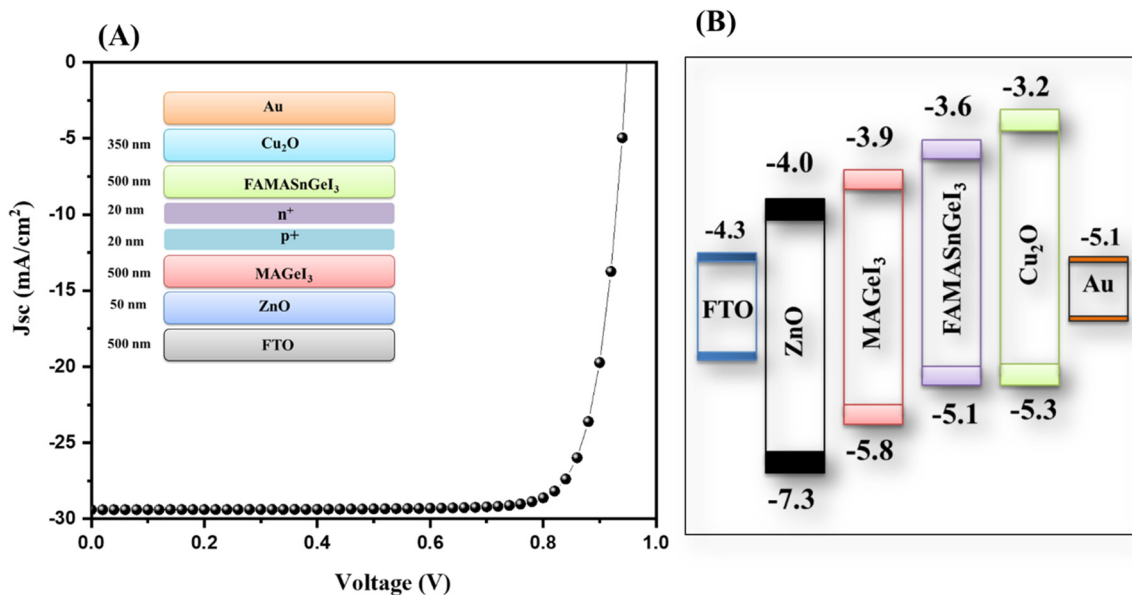 (A)
Jsc (mA/cm²)
0
-5
-10
-15
-20
-25
-30
0.0 0.2 0.4 0.6 0.8 1.0
Voltage (V)
Au
350 nm Cu₂O
500 nm FAMASnGeI₃
20 nm n⁺
20 nm p+
500 nm MAGeI₃
50 nm ZnO
500 nm FTO
(B)
-4.3
FTO
-4.0
ZnO
-7.3
-3.9
MAGeI₃
-5.8
-3.6
FAMASnGeI₃
-5.1
-3.2
Cu₂O
-5.3
-5.1
Au